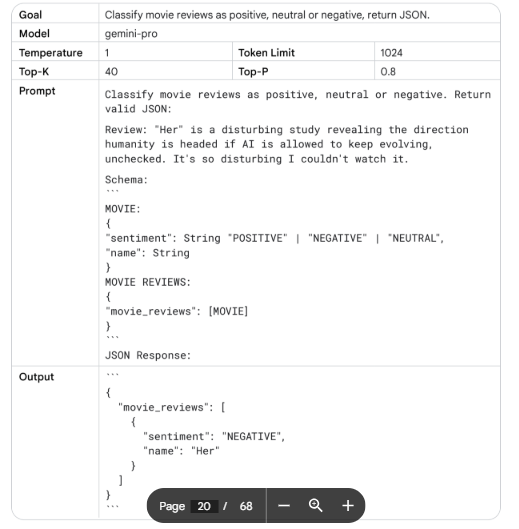 Goal Classify movie reviews as positive, neutral or negative, return JSON.
Model gemini-pro
Temperature 1 Token Limit 1024
Top-K 40 Top-P 0.8
Prompt Classify movie reviews as positive, neutral or negative. Return
valid JSON:
Review: "Her" is a disturbing study revealing the direction
humanity is headed if AI is allowed to keep evolving,
unchecked. It's so disturbing I couldn't watch it.
Schema:
```
MOVIE:
{
"sentiment": String "POSITIVE" | "NEGATIVE" | "NEUTRAL",
"name": String
}
MOVIE REVIEWS:
{
"movie_reviews": [MOVIE]
}
```
JSON Response:
Output ```
{
"movie_reviews": [
{
"sentiment": "NEGATIVE",
"name": "Her"
}
]
}
```
Page 20 / 68 — +